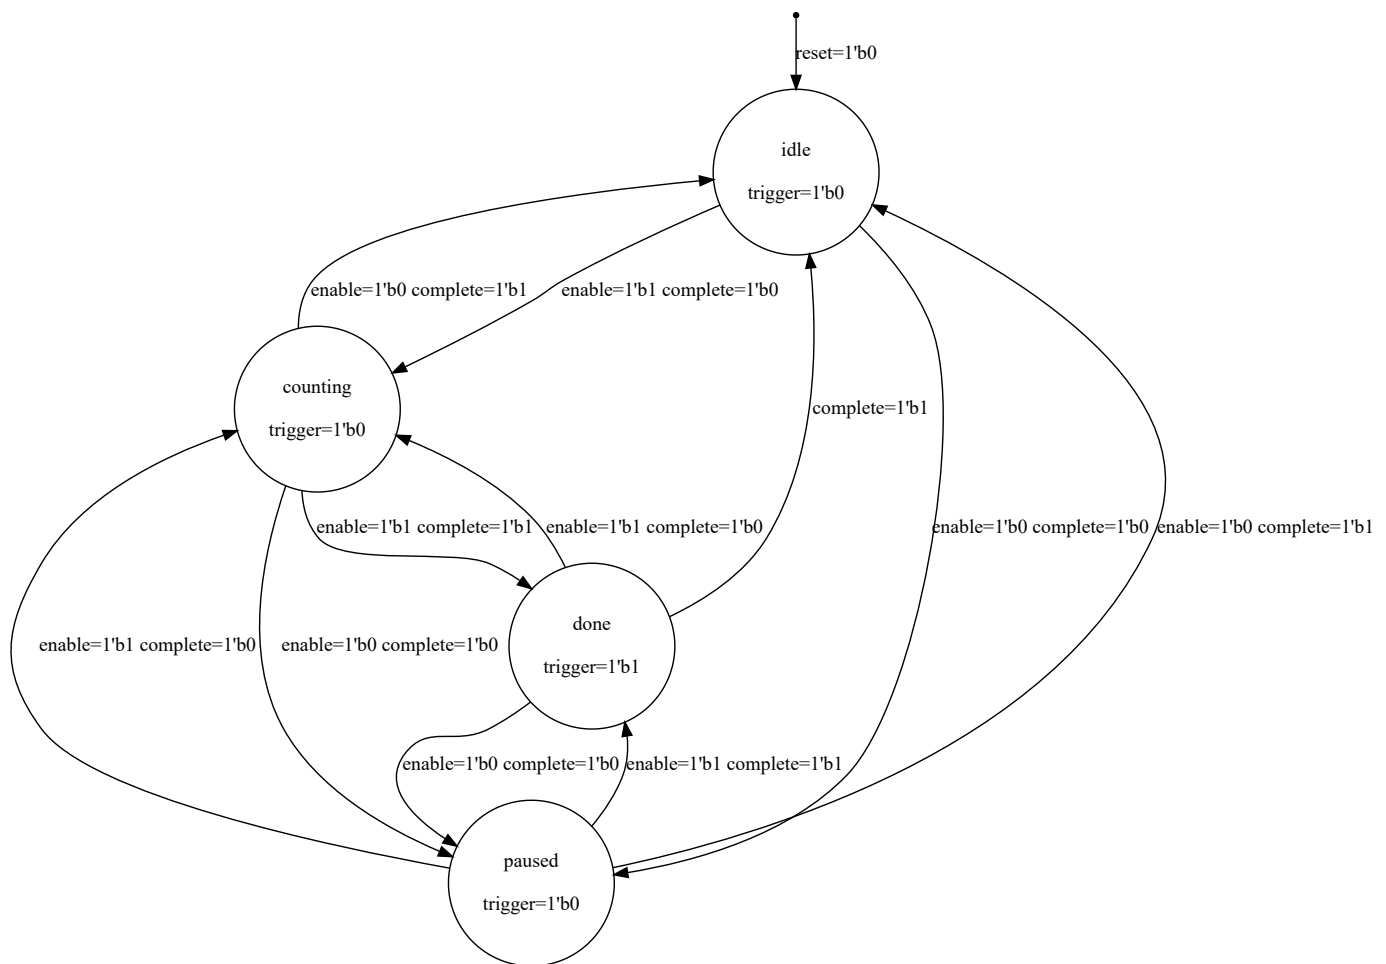 reset=1'b0
idle
trigger=1'b0
enable=1'b0 complete=1'b1
enable=1'b1 complete=1'b0
counting
trigger=1'b0
complete=1'b1
enable=1'b1 complete=1'b1
enable=1'b1 complete=1'b0
enable=1'b0 complete=1'b0
enable=1'b0 complete=1'b1
done
trigger=1'b1
enable=1'b1 complete=1'b0
enable=1'b0 complete=1'b0
enable=1'b0 complete=1'b0
enable=1'b1 complete=1'b1
paused
trigger=1'b0